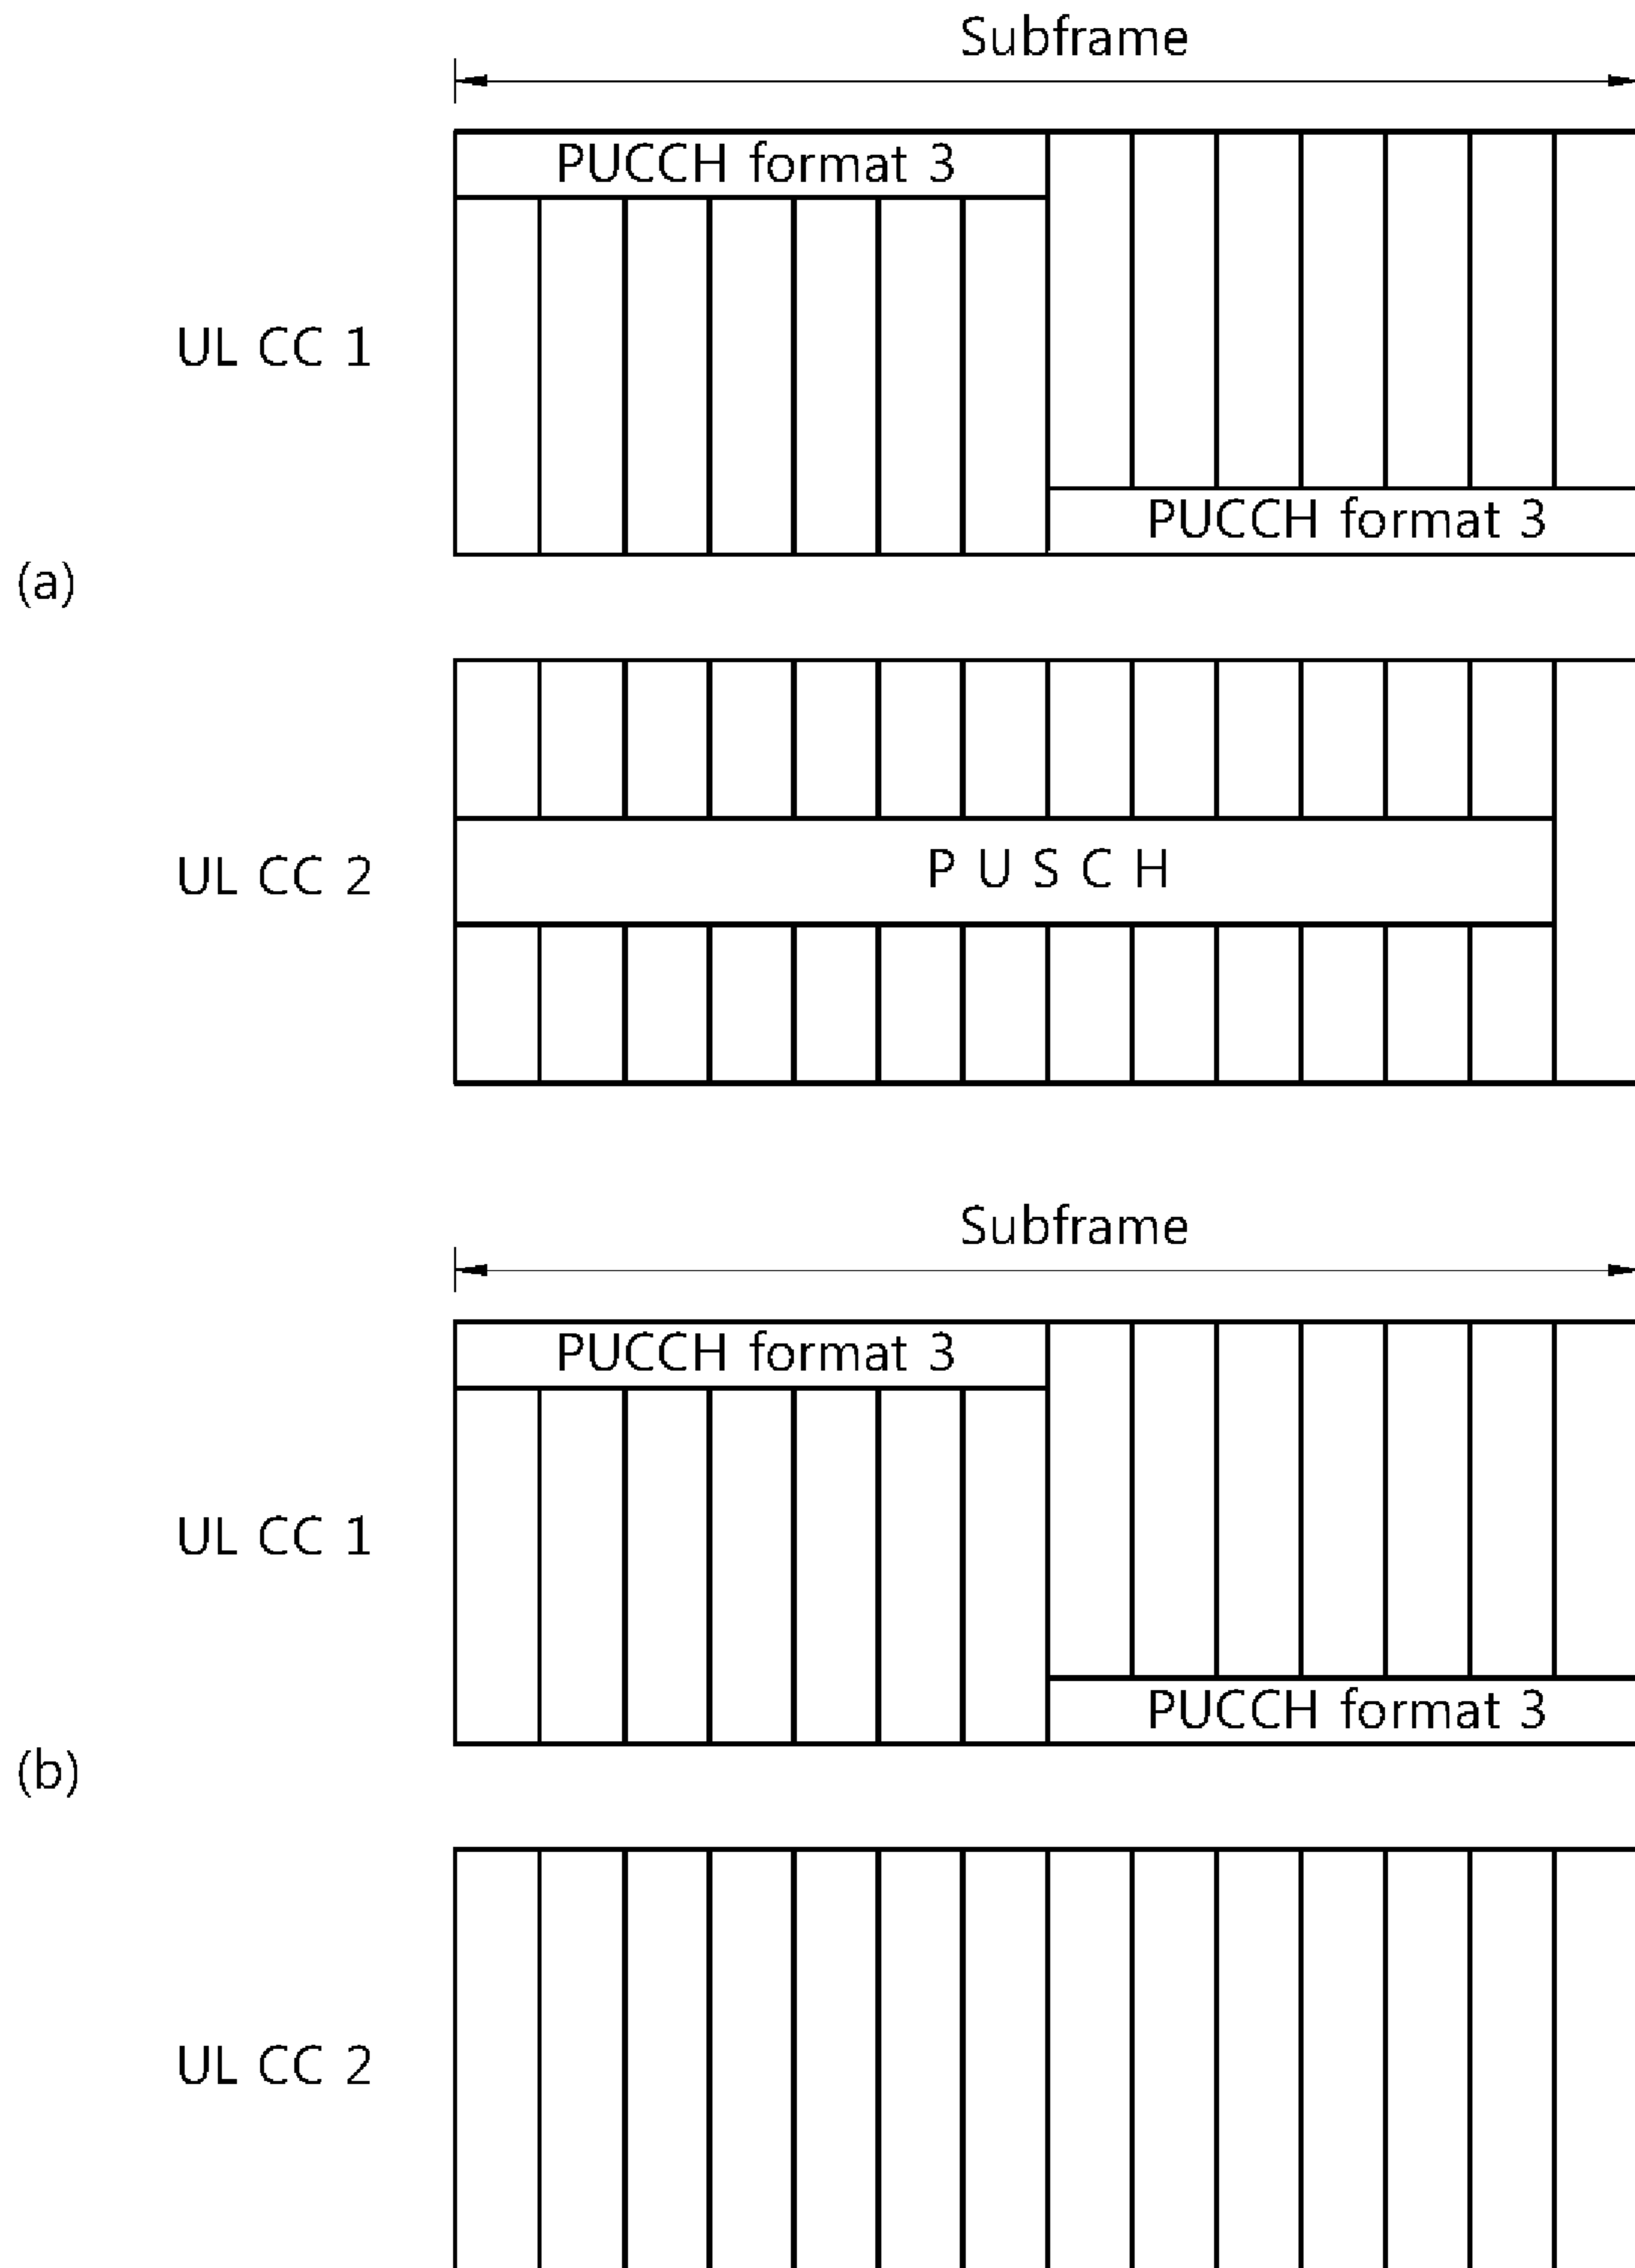 Subframe
PUCCH format 3
UL CC 1
PUCCH format 3
(a)
UL CC 2
P U S C H
Subframe
PUCCH format 3
UL CC 1
PUCCH format 3
(b)
UL CC 2